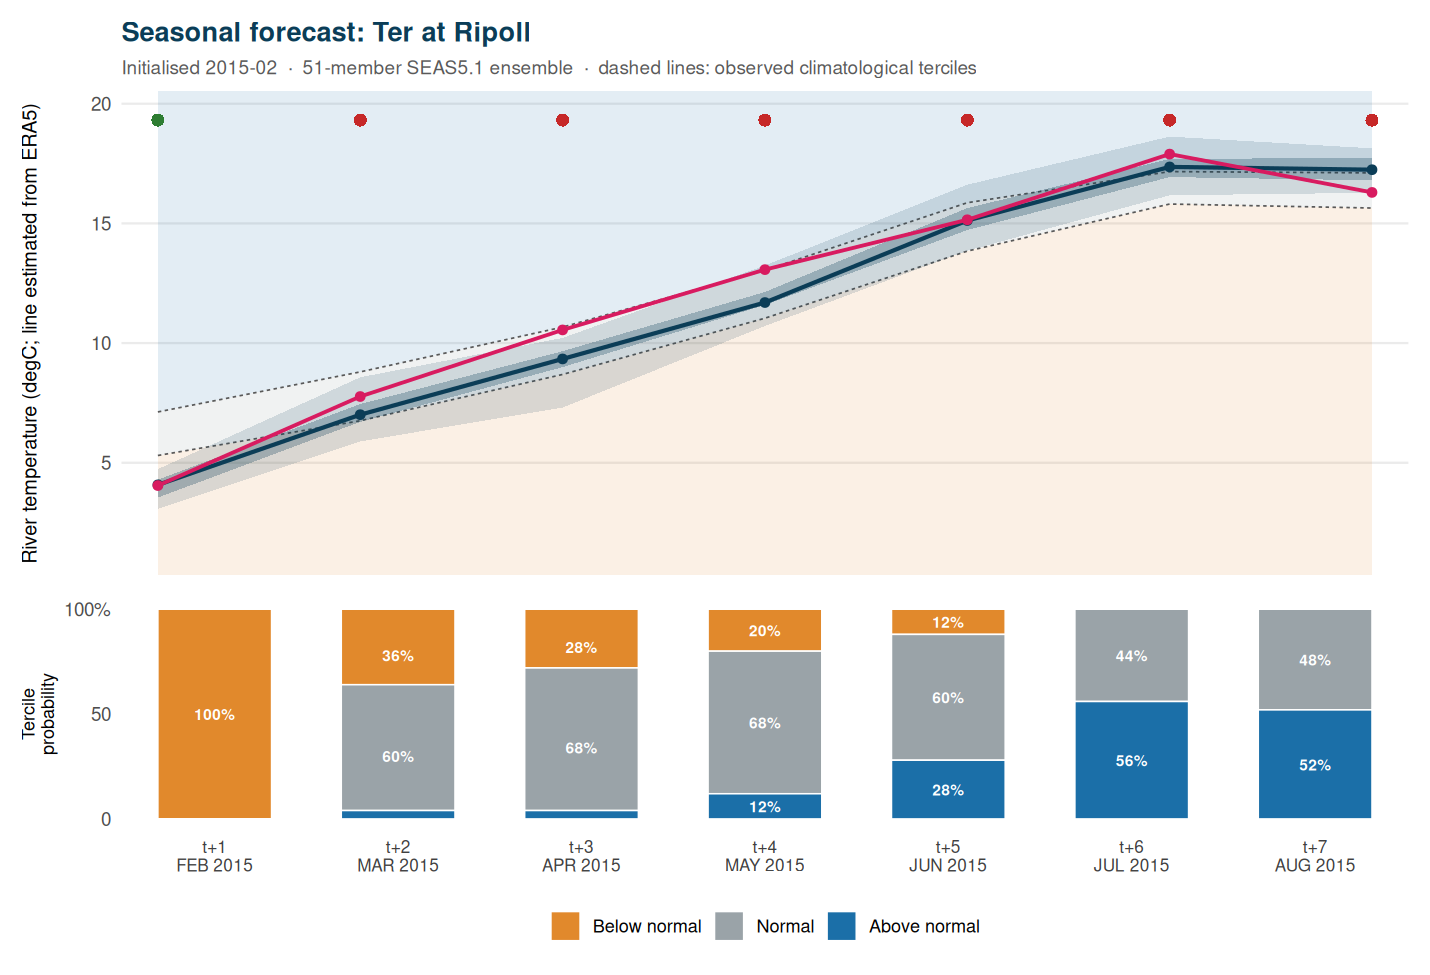 Seasonal forecast: Ter at Ripoll
Initialised 2015-02 · 51-member SEAS5.1 ensemble · dashed lines: observed climatological terciles
River temperature (degC; line estimated from ERA5)
20
15
10
5
Tercile
probability
100%
50
0
100%
36%
60%
28%
68%
20%
68%
12%
12%
60%
28%
44%
56%
48%
52%
t+1
FEB 2015
t+2
MAR 2015
t+3
APR 2015
t+4
MAY 2015
t+5
JUN 2015
t+6
JUL 2015
t+7
AUG 2015
Below normal
Normal
Above normal